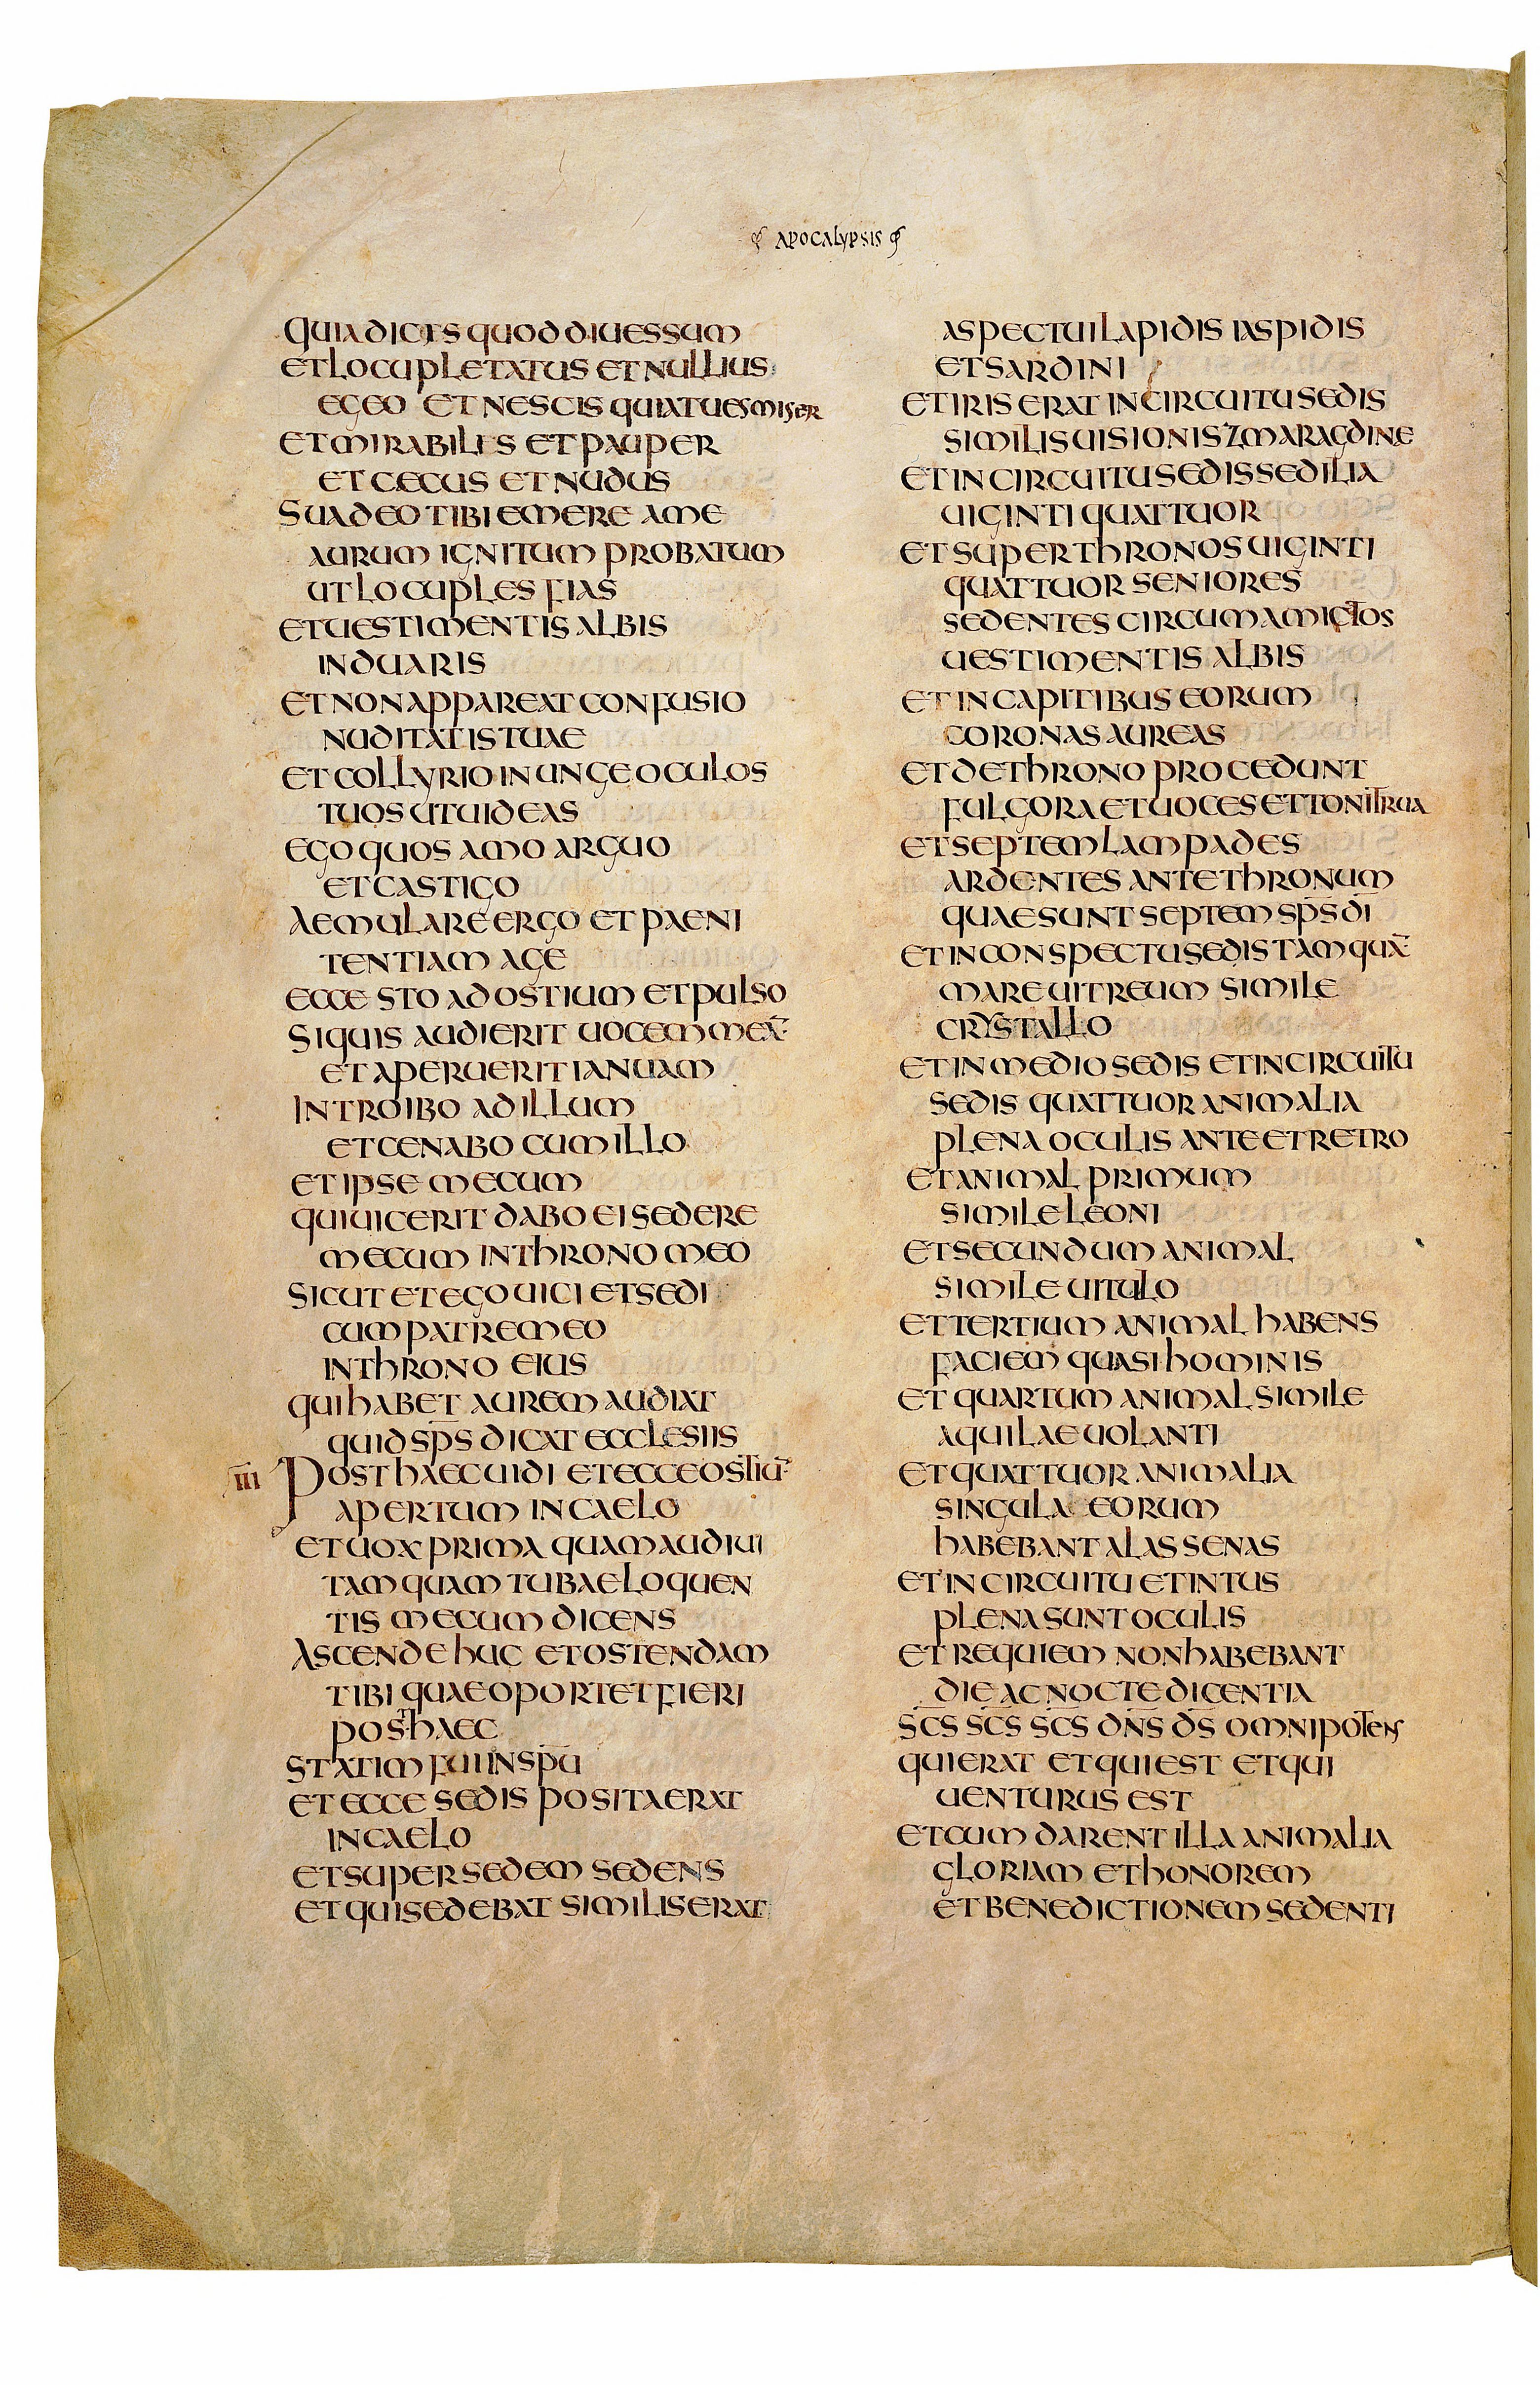 APOCALYPSIS
QUIA DICIS QUOD DIUES SUM
ET LOCUPLETATUS ET NULLIUS
EGEO ET NESCIS QUIA TU ES MISER
ET MIRABILIS ET PAUPER
ET CECUS ET NUDUS
SUADEO TIBI EMERE A ME
AURUM IGNITUM PROBATUM
UT LOCUPLES FIAS
ET UESTIMENTIS ALBIS
INDUARIS
ET NON APPAREAT CONFUSIO
NUDITATIS TUAE
ET COLLYRIO INUNGE OCULOS
TUOS UT UIDEAS
EGO QUOS AMO ARGUO
ET CASTIGO
AEMULARE ERGO ET PAENI
TENTIAM AGE
ECCE STO AD OSTIUM ET PULSO
SI QUIS AUDIERIT UOCEM MEĀ
ET APERUERIT IANUAM
INTROIBO AD ILLUM
ET CENABO CUM ILLO
ET IPSE MECUM
QUI UICERIT DABO EI SEDERE
MECUM IN THRONO MEO
SICUT ET EGO UICI ET SEDI
CUM PATRE MEO
IN THRONO EIUS
QUI HABET AUREM AUDIAT
QUID SP̄S DICAT ECCLESIIS
III POST HAEC UIDI ET ECCE OSTIŪ
APERTUM IN CAELO
ET UOX PRIMA QUAM AUDIUI
TAMQUAM TUBAE LOQUEN
TIS MECUM DICENS
ASCENDE HUC ET OSTENDAM
TIBI QUAE OPORTET FIERI
POST HAEC
STATIM FUI IN SPŪ
ET ECCE SEDIS POSITA ERAT
IN CAELO
ET SUPER SEDEM SEDENS
ET QUI SEDEBAT SIMILIS ERAT
ASPECTUI LAPIDIS IASPIDIS
ET SARDINI
ET IRIS ERAT IN CIRCUITU SEDIS
SIMILIS UISIONI SZMARAGDINE
ET IN CIRCUITU SEDIS SEDILIA
UIGINTI QUATTUOR
ET SUPER THRONOS UIGINTI
QUATTUOR SENIORES
SEDENTES CIRCUMAMICTOS
UESTIMENTIS ALBIS
ET IN CAPITIBUS EORUM
CORONAS AUREAS
ET DE THRONO PROCEDUNT
FULGORA ET UOCES ET TONITRUA
ET SEPTEM LAMPADES
ARDENTES ANTE THRONUM
QUAE SUNT SEPTEM SP̄S DĪ
ET IN CONSPECTU SEDIS TAMQUĀ
MARE UITREUM SIMILE
CRYSTALLO
ET IN MEDIO SEDIS ET IN CIRCUITU
SEDIS QUATTUOR ANIMALIA
PLENA OCULIS ANTE ET RETRO
ET ANIMAL PRIMUM
SIMILE LEONI
ET SECUNDUM ANIMAL
SIMILE UITULO
ET TERTIUM ANIMAL HABENS
FACIEM QUASI HOMINIS
ET QUARTUM ANIMAL SIMILE
AQUILAE UOLANTI
ET QUATTUOR ANIMALIA
SINGULA EORUM
HABEBANT ALAS SENAS
ET IN CIRCUITU ET INTUS
PLENA SUNT OCULIS
ET REQUIEM NON HABEBANT
DIE AC NOCTE DICENTIA
SC̄S SC̄S SC̄S DN̄S DS̄ OMNIPOTENS
QUI ERAT ET QUI EST ET QUI
UENTURUS EST
ET CUM DARENT ILLA ANIMALIA
GLORIAM ET HONOREM
ET BENEDICTIONEM SEDENTI